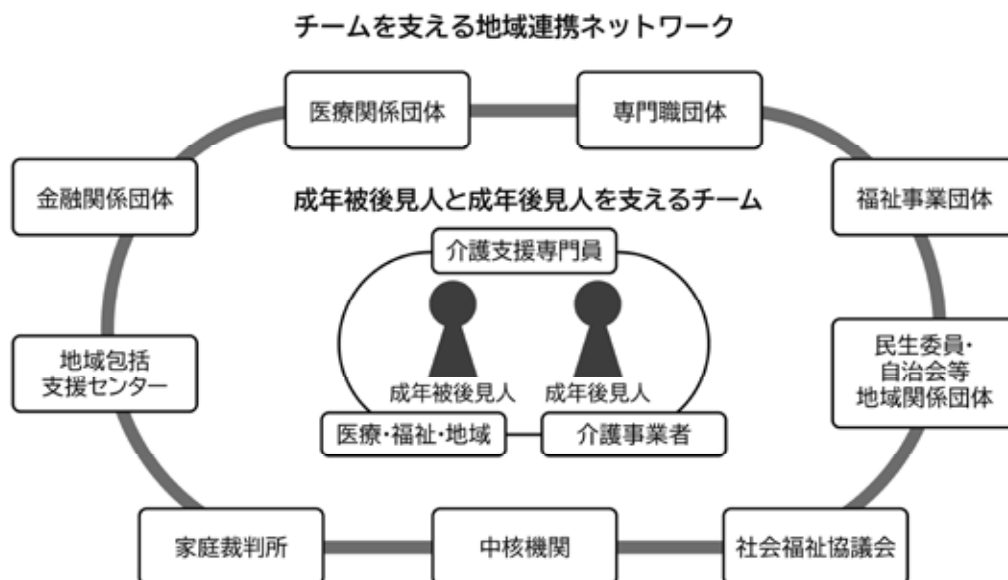 チームを支える地域連携ネットワーク
医療関係団体
専門職団体
金融関係団体
福祉事業団体
成年被後見人と成年後見人を支えるチーム
介護支援専門員
成年被後見人
成年後見人
医療・福祉・地域
介護事業者
地域包括
支援センター
民生委員・
自治会等
地域関係団体
家庭裁判所
中核機関
社会福祉協議会